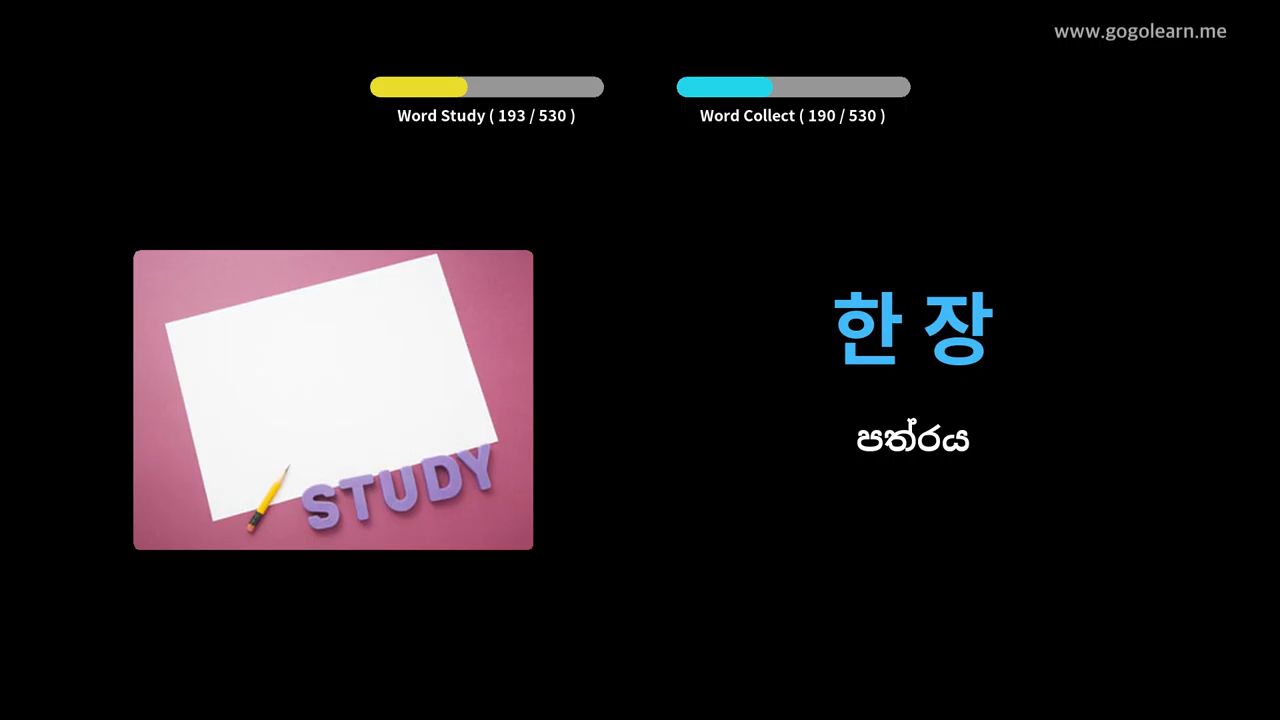 www.gogolearn.me
Word Study ( 193 / 530 )
Word Collect ( 190 / 530 )
한 장
පත්රය
STUDY